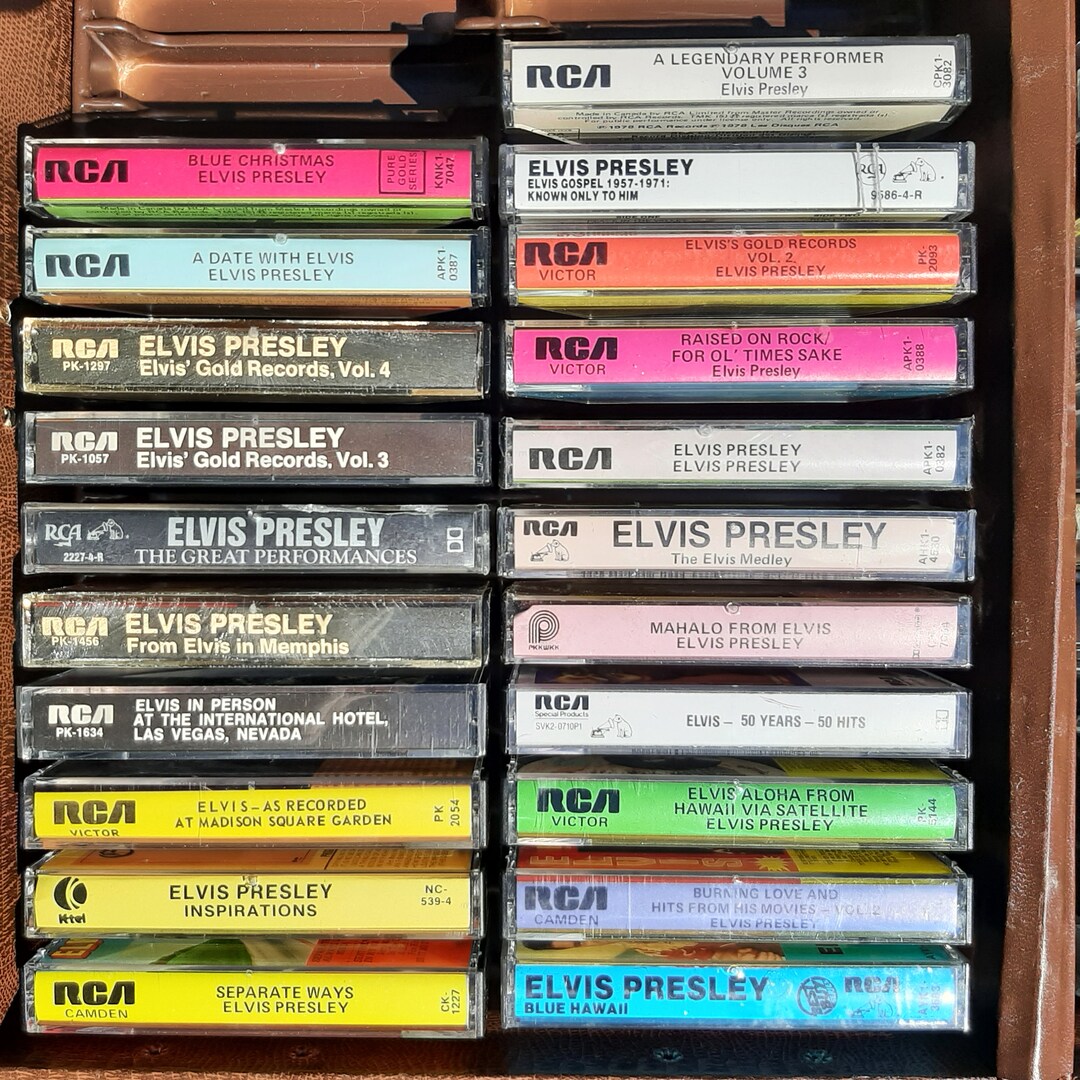 RCA
BLUE CHRISTMAS
ELVIS PRESLEY
PURE
GOLD
SERIES
KNK1-
7047
RCA
A DATE WITH ELVIS
ELVIS PRESLEY
APK1-
0387
RCA
PK-1297
ELVIS PRESLEY
Elvis' Gold Records, Vol. 4
RCA
PK-1057
ELVIS PRESLEY
Elvis' Gold Records, Vol. 3
RCA
2227-4-R
ELVIS PRESLEY
THE GREAT PERFORMANCES
RCA
PK-1456
ELVIS PRESLEY
From Elvis in Memphis
RCA
PK-1634
ELVIS IN PERSON
AT THE INTERNATIONAL HOTEL,
LAS VEGAS, NEVADA
RCA
VICTOR
ELVIS—AS RECORDED
AT MADISON SQUARE GARDEN
PK
2054
K-tel
ELVIS PRESLEY
INSPIRATIONS
NC-
539-4
RCA
CAMDEN
SEPARATE WAYS
ELVIS PRESLEY
CK-
1227
RCA
A LEGENDARY PERFORMER
VOLUME 3
Elvis Presley
CPK1-
3082
ELVIS PRESLEY
ELVIS GOSPEL 1957-1971:
KNOWN ONLY TO HIM
RCA
9586-4-R
RCA
VICTOR
ELVIS'S GOLD RECORDS
VOL. 2
ELVIS PRESLEY
PK-
2093
RCA
VICTOR
RAISED ON ROCK/
FOR OL' TIMES SAKE
Elvis Presley
APK1-
0388
RCA
ELVIS PRESLEY
ELVIS PRESLEY
APK1-
0382
RCA
ELVIS PRESLEY
The Elvis Medley
PICKWICK
MAHALO FROM ELVIS
ELVIS PRESLEY
RCA
Special Products
SVK2-0710P1
ELVIS — 50 YEARS — 50 HITS
RCA
VICTOR
ELVIS ALOHA FROM
HAWAII VIA SATELLITE
ELVIS PRESLEY
RCA
CAMDEN
BURNING LOVE AND
HITS FROM HIS MOVIES — VOL. 2
ELVIS PRESLEY
ELVIS PRESLEY
BLUE HAWAII
RCA